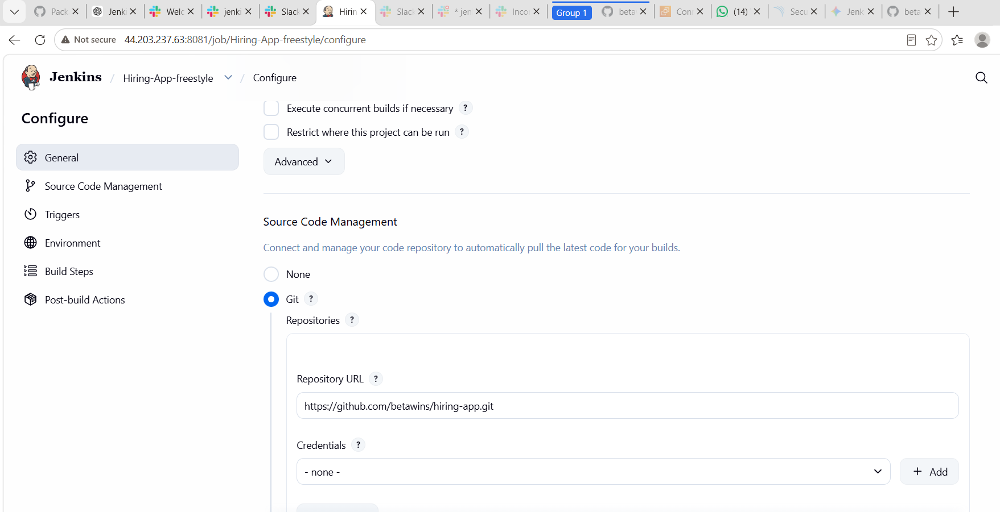 Pack
Jenki
Welc
jenki
Slack
Hirin
Slack
* jen
Inco
Group 1
beta
Con
(14)
Secu
Jenk
beta
Not secure
44.203.237.63:8081/job/Hiring-App-freestyle/configure
Jenkins / Hiring-App-freestyle / Configure
Configure
General
Source Code Management
Triggers
Environment
Build Steps
Post-build Actions
Execute concurrent builds if necessary ?
Restrict where this project can be run ?
Advanced
Source Code Management
Connect and manage your code repository to automatically pull the latest code for your builds.
None
Git ?
Repositories ?
Repository URL ?
https://github.com/betawins/hiring-app.git
Credentials ?
- none -
+ Add